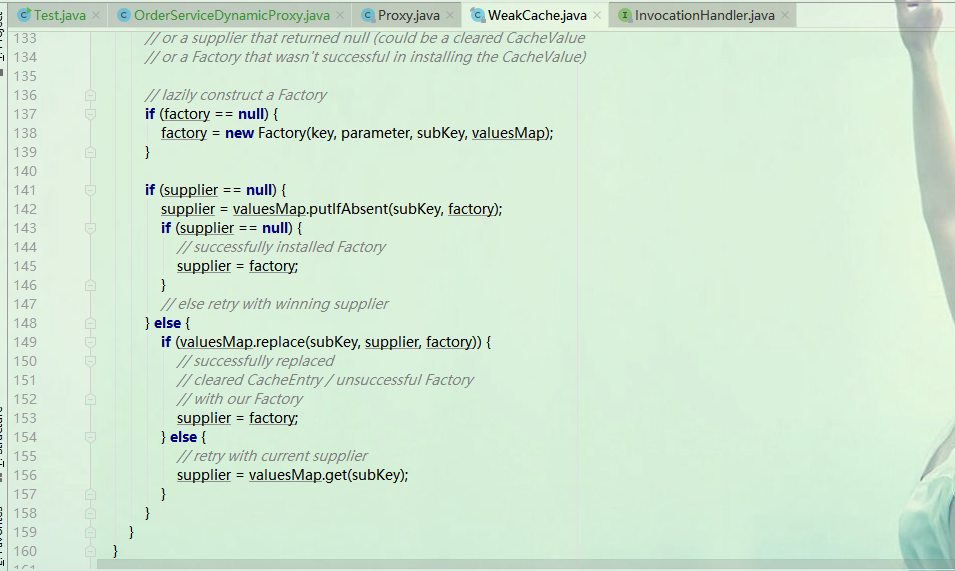 Test.java × OrderServiceDynamicProxy.java × Proxy.java × WeakCache.java × InvocationHandler.java ×
133 // or a supplier that returned null (could be a cleared CacheValue
134 // or a Factory that wasn't successful in installing the CacheValue)
135
136 // lazily construct a Factory
137 if (factory == null) {
138 factory = new Factory(key, parameter, subKey, valuesMap);
139 }
140
141 if (supplier == null) {
142 supplier = valuesMap.putIfAbsent(subKey, factory);
143 if (supplier == null) {
144 // successfully installed Factory
145 supplier = factory;
146 }
147 // else retry with winning supplier
148 } else {
149 if (valuesMap.replace(subKey, supplier, factory)) {
150 // successfully replaced
151 // cleared CacheEntry / unsuccessful Factory
152 // with our Factory
153 supplier = factory;
154 } else {
155 // retry with current supplier
156 supplier = valuesMap.get(subKey);
157 }
158 }
159 }
160 }